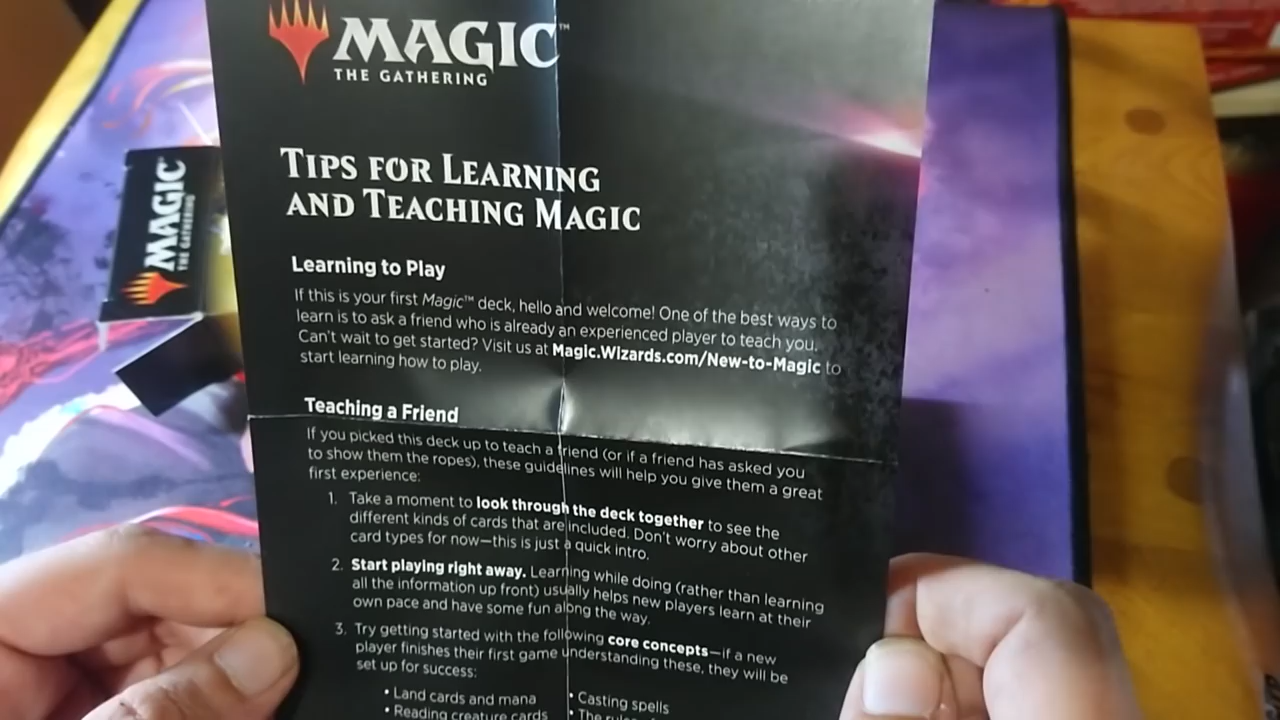 MAGIC™
THE GATHERING
TIPS FOR LEARNING
AND TEACHING MAGIC
Learning to Play
If this is your first Magic™ deck, hello and welcome! One of the best ways to
learn is to ask a friend who is already an experienced player to teach you.
Can't wait to get started? Visit us at Magic.Wizards.com/New-to-Magic to
start learning how to play.
Teaching a Friend
If you picked this deck up to teach a friend (or if a friend has asked you
to show them the ropes), these guidelines will help you give them a great
first experience:
1. Take a moment to look through the deck together to see the
different kinds of cards that are included. Don't worry about other
card types for now—this is just a quick intro.
2. Start playing right away. Learning while doing (rather than learning
all the information up front) usually helps new players learn at their
own pace and have some fun along the way.
3. Try getting started with the following core concepts—if a new
player finishes their first game understanding these, they will be
set up for success:
• Land cards and mana
• Reading creature cards
• Casting spells
• The
MAGIC
THE GATHERING